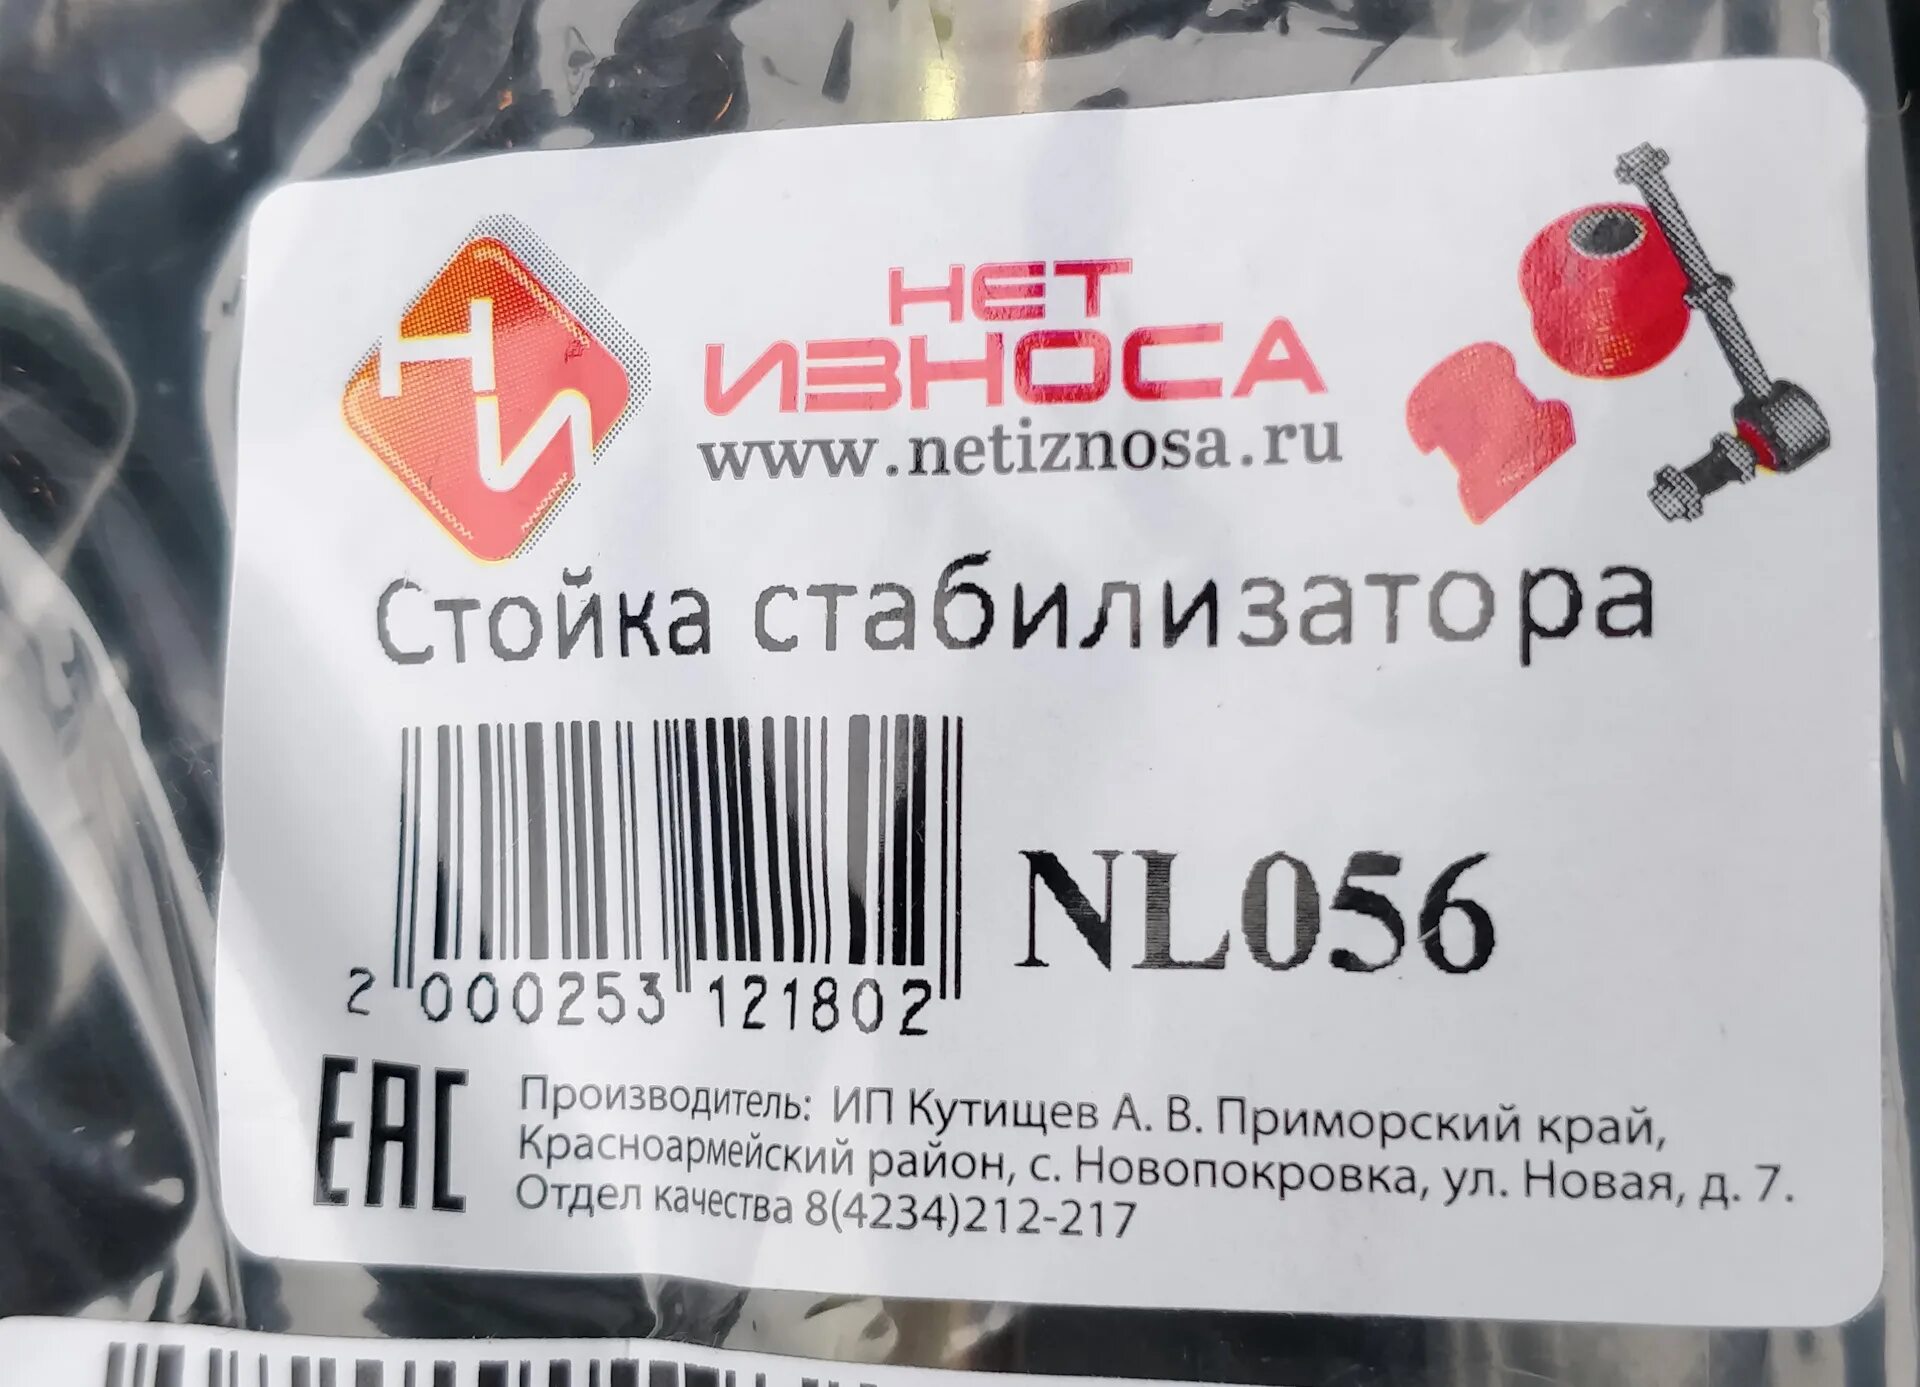 НИ
НЕТ
ИЗНОСА
www.netiznosa.ru
Стойка стабилизатора
NL056
2 000253 121802
EAC
Производитель: ИП Кутищев А. В. Приморский край,
Красноармейский район, с. Новопокровка, ул. Новая, д. 7.
Отдел качества 8(4234)212-217